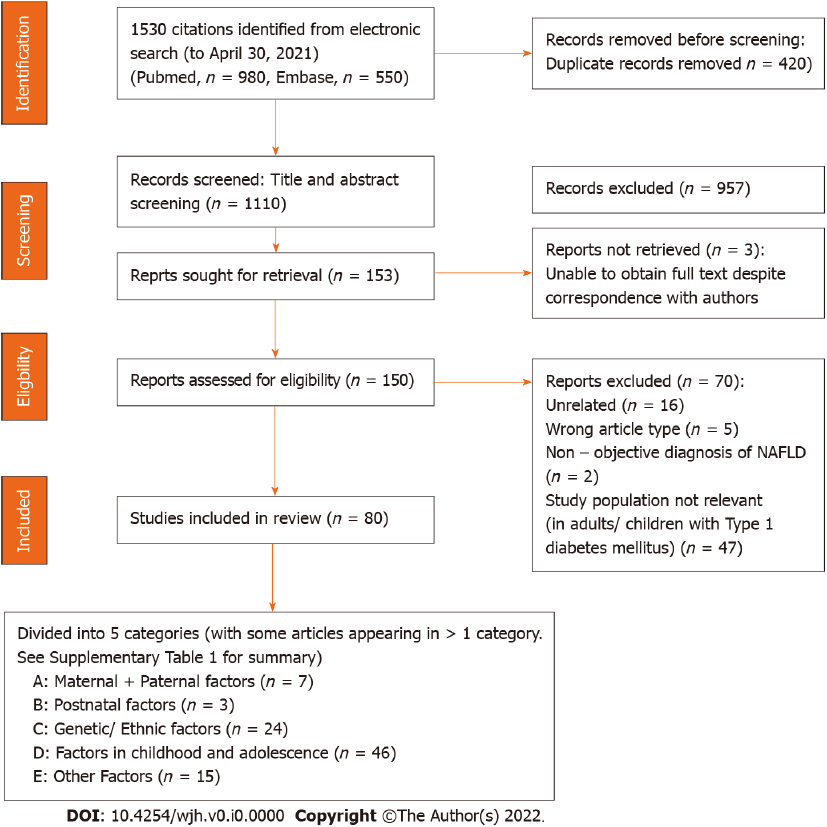 Identification
1530 citations identified from electronic
search (to April 30, 2021)
(Pubmed, n = 980, Embase, n = 550)
Records removed before screening:
Duplicate records removed n = 420)
Screening
Records screened: Title and abstract
screening (n = 1110)
Records excluded (n = 957)
Reprts sought for retrieval (n = 153)
Reports not retrieved (n = 3):
Unable to obtain full text despite
correspondence with authors
Eligbility
Reports assessed for eligibility (n = 150)
Reports excluded (n = 70):
Unrelated (n = 16)
Wrong article type (n = 5)
Non – objective diagnosis of NAFLD
(n = 2)
Study population not relevant
(in adults/ children with Type 1
diabetes mellitus) (n = 47)
Included
Studies included in review (n = 80)
Divided into 5 categories (with some articles appearing in > 1 category.
See Supplementary Table 1 for summary)
A: Maternal + Paternal factors (n = 7)
B: Postnatal factors (n = 3)
C: Genetic/ Ethnic factors (n = 24)
D: Factors in childhood and adolescence (n = 46)
E: Other Factors (n = 15)
DOI: 10.4254/wjh.v0.i0.0000 Copyright ©The Author(s) 2022.